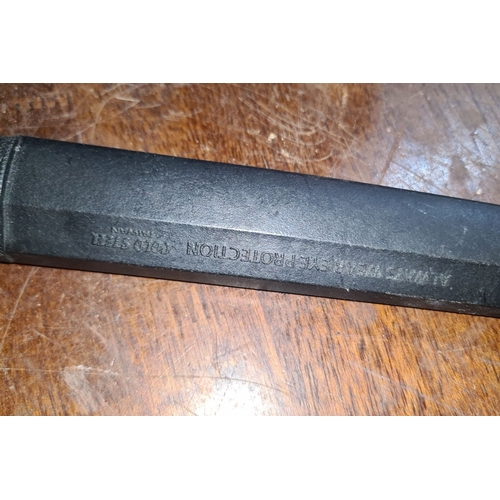 ALWAYS WEAR EYE PROTECTION
COLD STEEL
TAIWAN